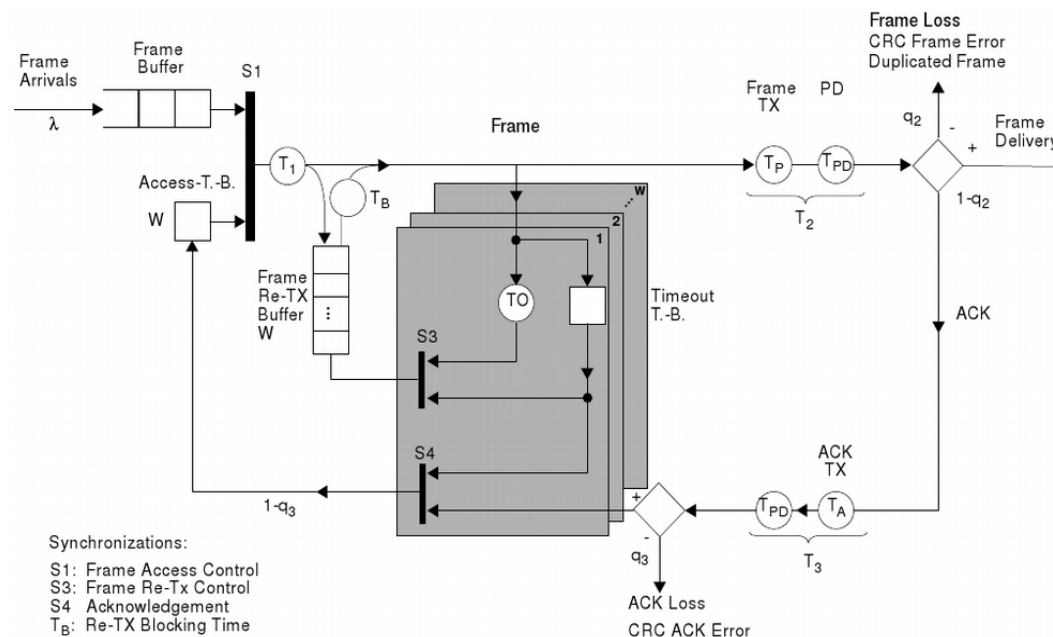 Frame Loss
CRC Frame Error
Duplicated Frame
Frame
Arrivals
λ
Frame
Buffer
S1
Frame
TX
PD
q2
-
+
Frame
Delivery
Frame
T1
TB
TP
TPD
T2
1-q2
Access-T.-B.
W
w
2
1
Frame
Re-TX
Buffer
W
TO
Timeout
T.-B.
ACK
S3
S4
ACK
TX
1-q3
+
-
q3
TPD
TA
T3
ACK Loss
CRC ACK Error
Synchronizations:
S1: Frame Access Control
S3: Frame Re-Tx Control
S4 Acknowledgement
TB: Re-TX Blocking Time